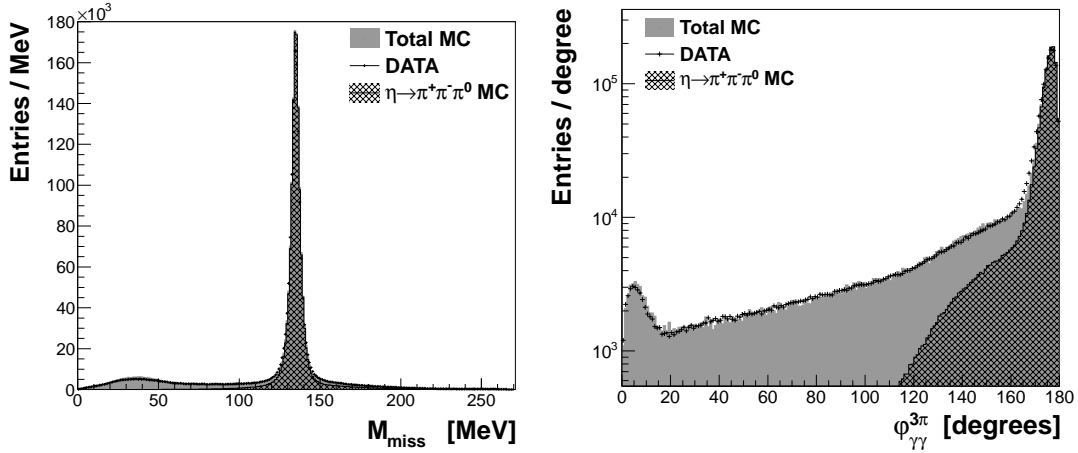 ×10³
180
160
140
120
100
80
60
40
20
0
Entries / MeV
Total MC
DATA
η→π⁺π⁻π⁰ MC
0 50 100 150 200 250
M_miss [MeV]
10⁵
10⁴
10³
Entries / degree
Total MC
DATA
η→π⁺π⁻π⁰ MC
0 20 40 60 80 100 120 140 160 180
φ_γγ^3π [degrees]